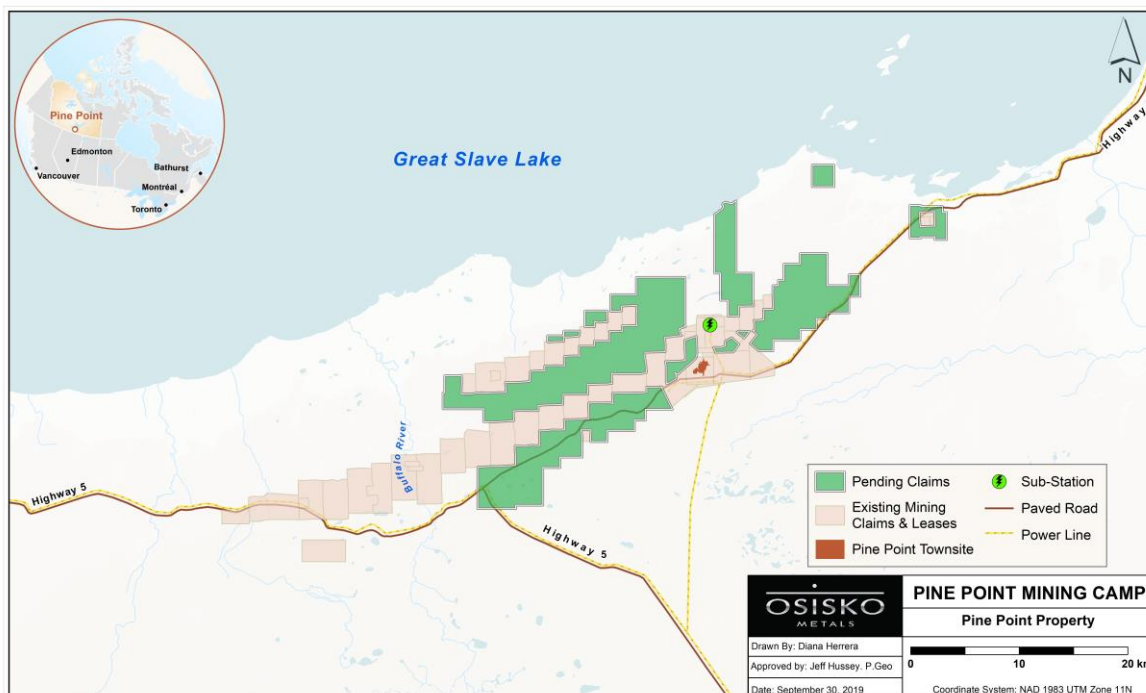 Pine Point
Edmonton
Vancouver
Bathurst
Montréal
Toronto
Great Slave Lake
N
Highway
Buffalo River
Highway 5
Highway 5
Pending Claims
Existing Mining
Claims & Leases
Pine Point Townsite
Sub-Station
Paved Road
Power Line
OSISKO
METALS
Drawn By: Diana Herrera
Approved by: Jeff Hussey. P.Geo
Date: September 30, 2019
PINE POINT MINING CAMP
Pine Point Property
0 10 20 km
Coordinate System: NAD 1983 UTM Zone 11N